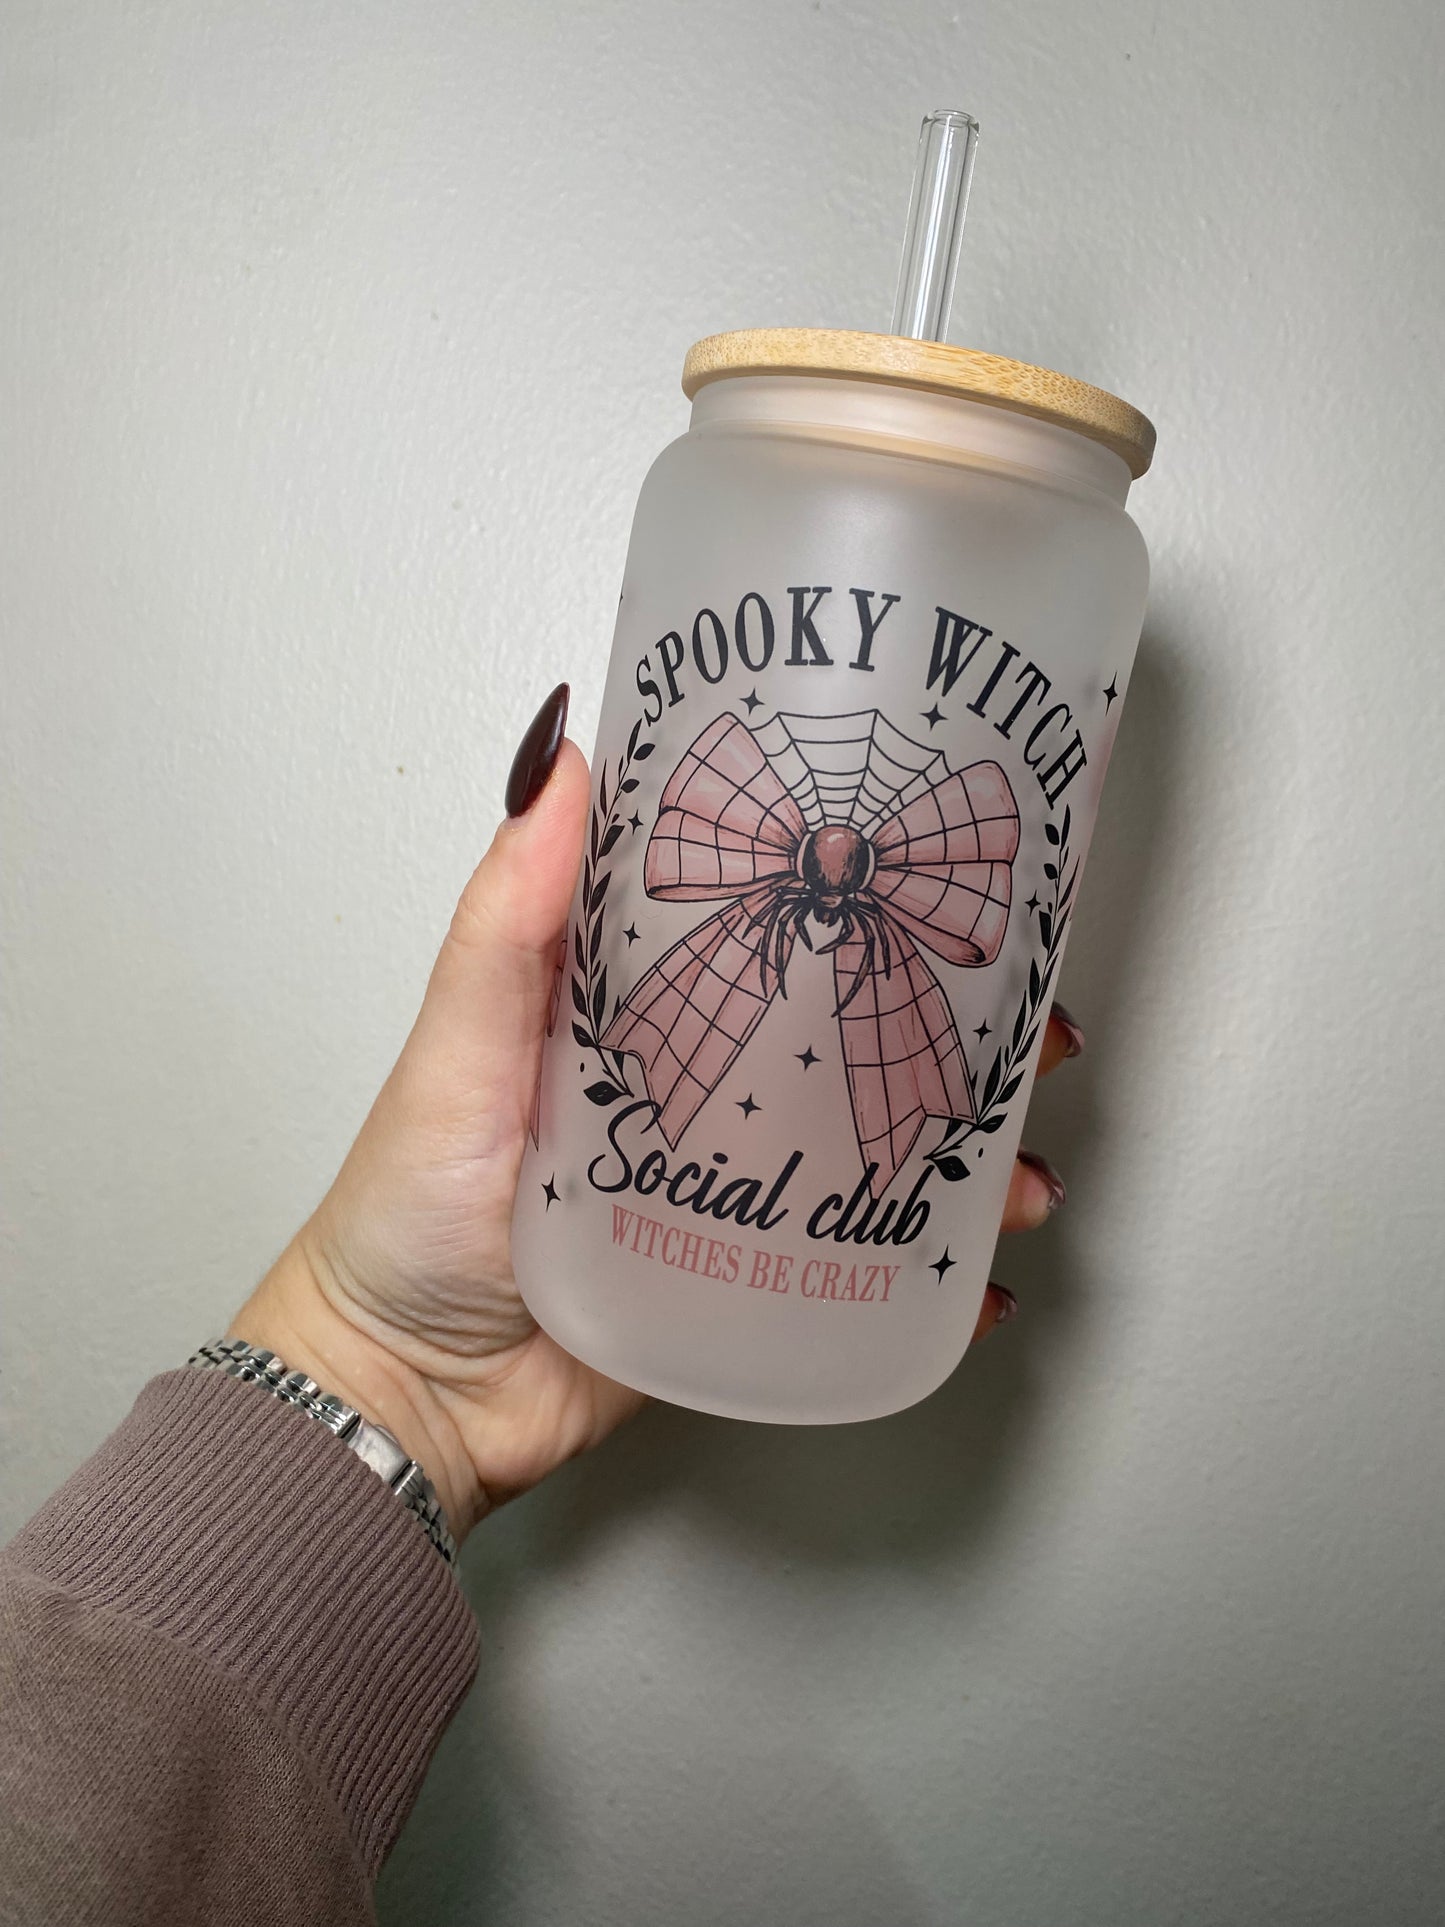 SPOOKY WITCH
Social club
WITCHES BE CRAZY